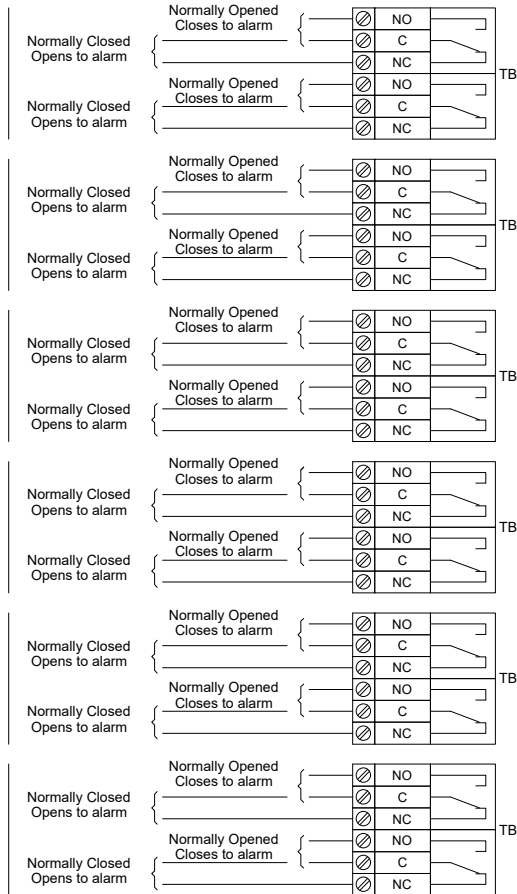 Normally Opened
Closes to alarm
NO
Normally Closed
Opens to alarm
C
NC
TB
Normally Opened
Closes to alarm
NO
Normally Closed
Opens to alarm
C
NC
Normally Opened
Closes to alarm
NO
Normally Closed
Opens to alarm
C
NC
TB
Normally Opened
Closes to alarm
NO
Normally Closed
Opens to alarm
C
NC
Normally Opened
Closes to alarm
NO
Normally Closed
Opens to alarm
C
NC
TB
Normally Opened
Closes to alarm
NO
Normally Closed
Opens to alarm
C
NC
Normally Opened
Closes to alarm
NO
Normally Closed
Opens to alarm
C
NC
TB
Normally Opened
Closes to alarm
NO
Normally Closed
Opens to alarm
C
NC
Normally Opened
Closes to alarm
NO
Normally Closed
Opens to alarm
C
NC
TB
Normally Opened
Closes to alarm
NO
Normally Closed
Opens to alarm
C
NC
Normally Opened
Closes to alarm
NO
Normally Closed
Opens to alarm
C
NC
TB
Normally Opened
Closes to alarm
NO
Normally Closed
Opens to alarm
C
NC